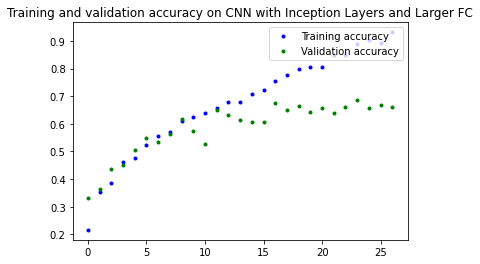 Training and validation accuracy on CNN with Inception Layers and Larger FC
Training accuracy
Validation accuracy
0.9
0.8
0.7
0.6
0.5
0.4
0.3
0.2
0 5 10 15 20 25